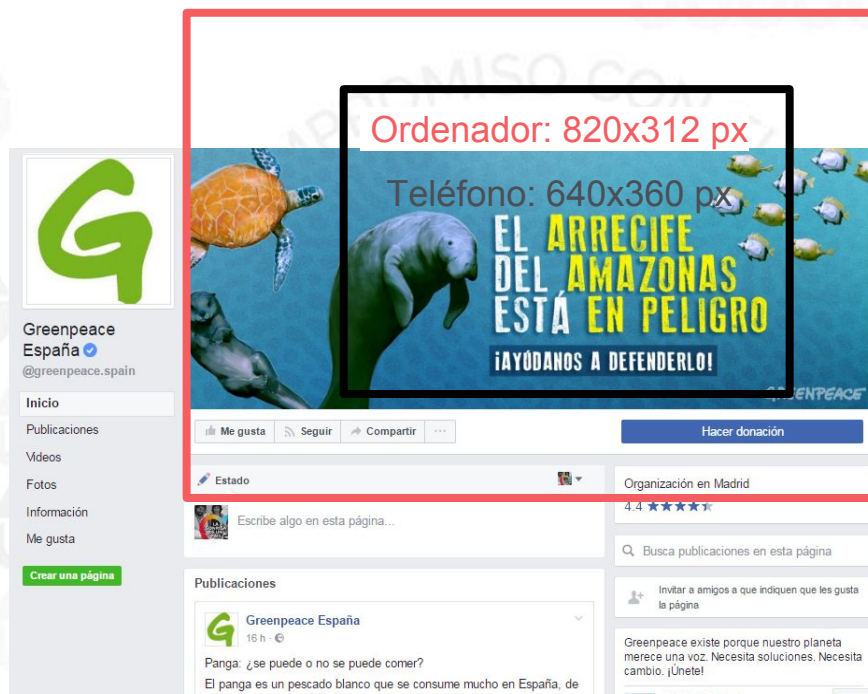 COMPROMISO CON
Ordenador: 820x312 px
Teléfono: 640x360 px
EL ARRECIFE
DEL AMAZONAS
ESTÁ EN PELIGRO
¡AYÚDANOS A DEFENDERLO!
GREENPEACE
Greenpeace
España
@greenpeace.spain
Inicio
Publicaciones
Videos
Fotos
Información
Me gusta
Crear una página
Me gusta Seguir Compartir ...
Hacer donación
Estado
Escribe algo en esta página...
Publicaciones
Greenpeace España
16 h ·
Panga: ¿se puede o no se puede comer?
El panga es un pescado blanco que se consume mucho en España, de
Organización en Madrid
4.4 ★★★★★
Busca publicaciones en esta página
Invitar a amigos a que indiquen que les gusta
la página
Greenpeace existe porque nuestro planeta
merece una voz. Necesita soluciones. Necesita
cambio. ¡Únete!